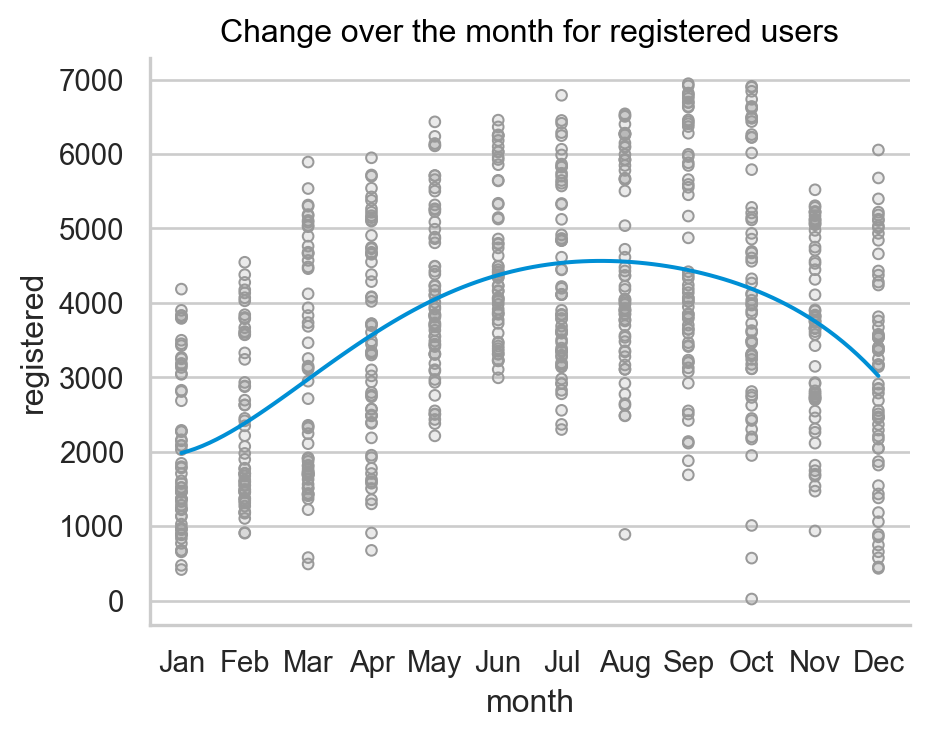 Change over the month for registered users
7000
6000
5000
4000
3000
2000
1000
0
registered
Jan Feb Mar Apr May Jun Jul Aug Sep Oct Nov Dec
month